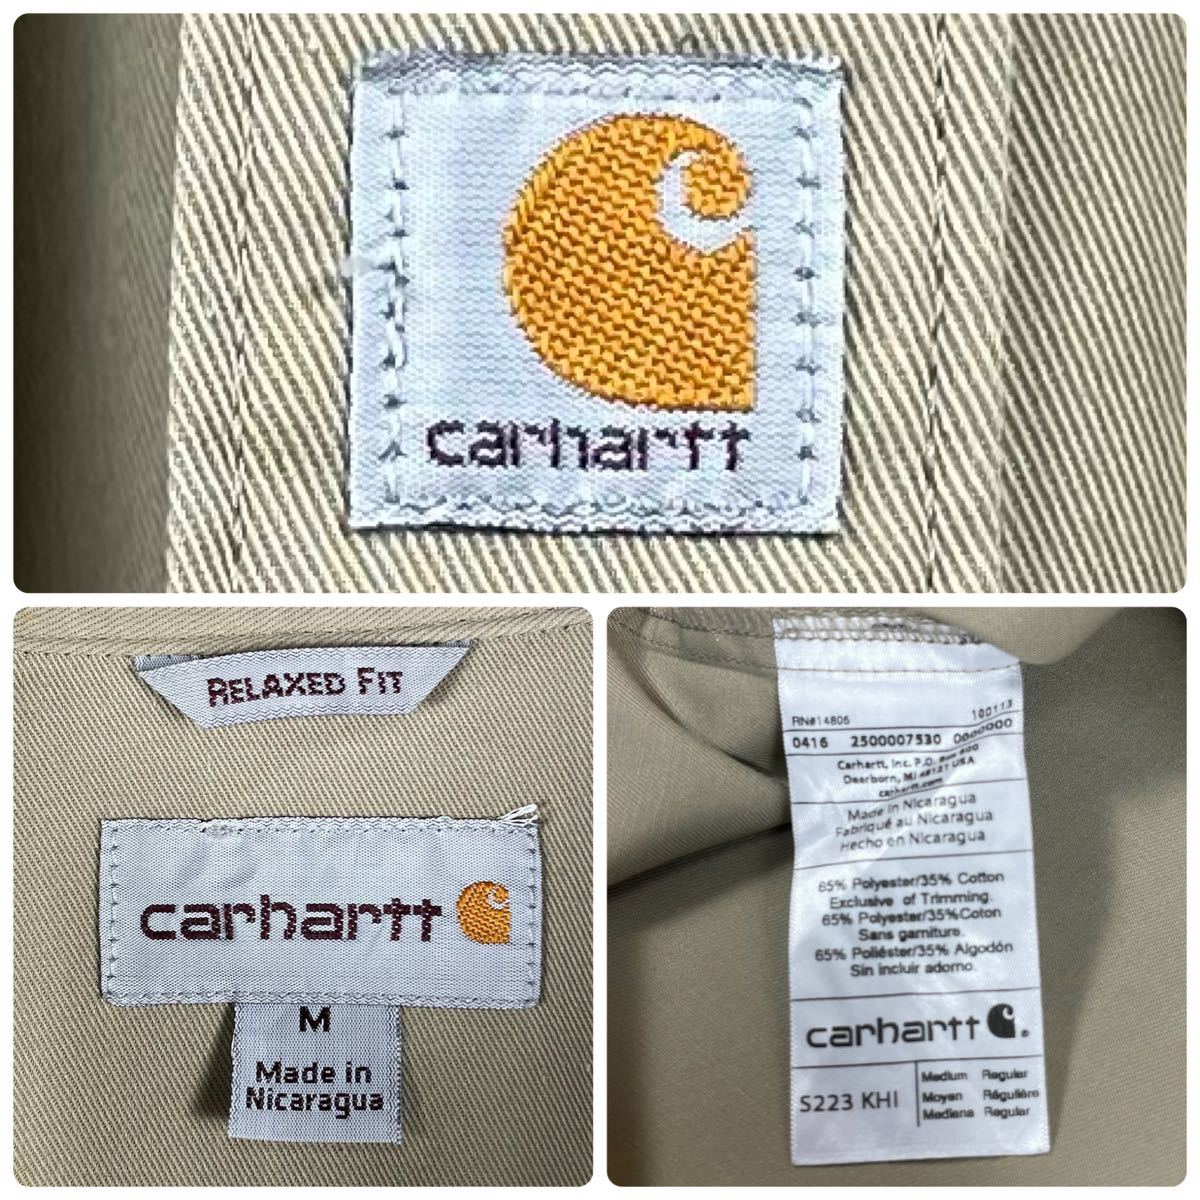 carhartt
RELAXED FIT
carhartt
M
Made in
Nicaragua
RN#14806 100113
0416 2500007530 0000000
Carhartt, Inc. P.O. Box 600
Dearborn, MI 48121 USA
carhartt.com
Made in Nicaragua
Fabriqué au Nicaragua
Hecho en Nicaragua
65% Polyester/35% Cotton
Exclusive of Trimming.
65% Polyester/35%Coton
Sans garniture.
65% Poliéster/35% Algodón
Sin incluir adorno.
carhartt ®
S223 KHI
Medium Regular
Moyen Régulière
Mediana Regular